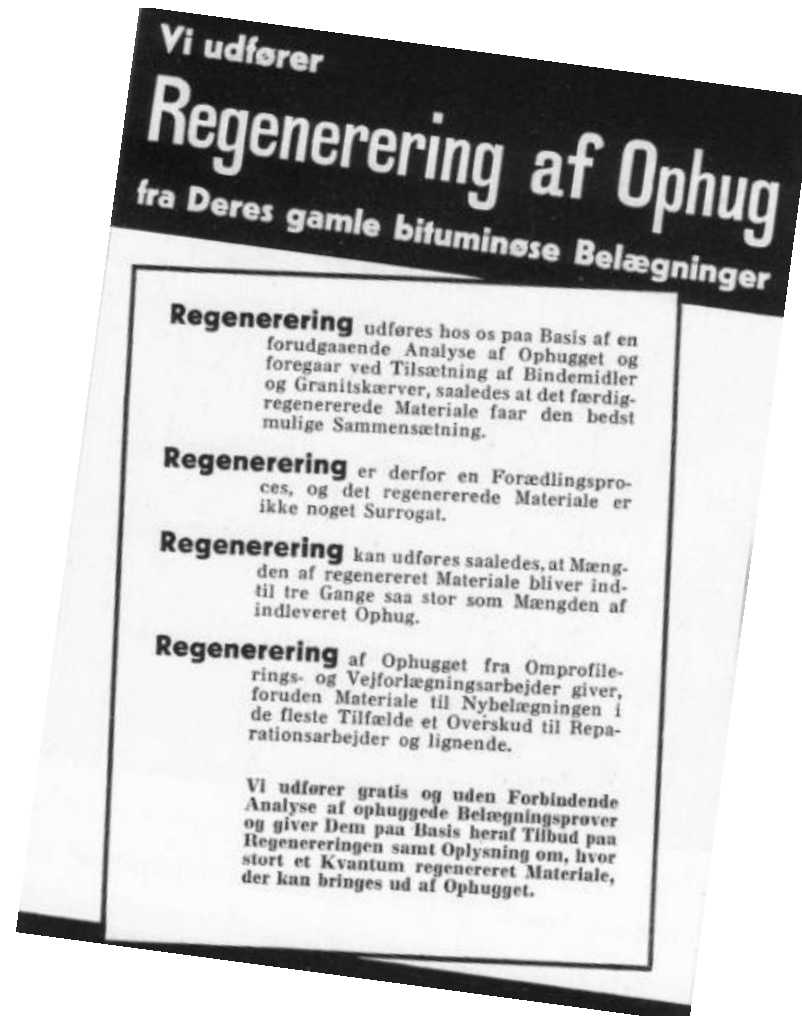 Vi udfører
Regenerering af Ophug
fra Deres gamle bituminøse Belægninger
Regenerering udføres hos os paa Basis af en
forudgaaende Analyse af Ophugget og
foregaar ved Tilsætning af Bindemidler
og Granitskærver, saaledes at det færdig-
regenererede Materiale faar den bedst
mulige Sammensætning.
Regenerering er derfor en Forædlingspro-
ces, og det regenererede Materiale er
ikke noget Surrogat.
Regenerering kan udføres saaledes, at Mæng-
den af regenereret Materiale bliver ind-
til tre Gange saa stor som Mængden af
indleveret Ophug.
Regenerering af Ophugget fra Omprofile-
rings- og Vejforlægningsarbejder giver,
foruden Materiale til Nybelægningen i
de fleste Tilfælde et Overskud til Repa-
rationsarbejder og lignende.
Vi udfører gratis og uden Forbindende
Analyse af ophuggede Belægningsprøver
og giver Dem paa Basis heraf Tilbud paa
Regenereringen samt Oplysning om, hvor
stort et Kvantum regenereret Materiale,
der kan bringes ud af Ophugget.